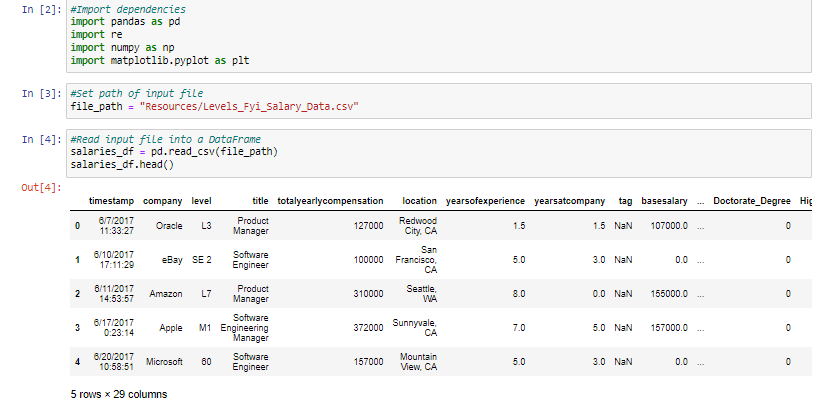 In [2]: #Import dependencies
import pandas as pd
import re
import numpy as np
import matplotlib.pyplot as plt
In [3]: #Set path of input file
file_path = "Resources/Levels_Fyi_Salary_Data.csv"
In [4]: #Read input file into a DataFrame
salaries_df = pd.read_csv(file_path)
salaries_df.head()
Out[4]:
timestamp company level title totalyearlycompensation location yearsofexperience yearsatcompany tag basesalary ... Doctorate_Degree Hig
0 6/7/2017 11:33:27 Oracle L3 Product Manager 127000 Redwood City, CA 1.5 1.5 NaN 107000.0 ... 0
1 6/10/2017 17:11:29 eBay SE 2 Software Engineer 100000 San Francisco, CA 5.0 3.0 NaN 0.0 ... 0
2 6/11/2017 14:53:57 Amazon L7 Product Manager 310000 Seattle, WA 8.0 0.0 NaN 155000.0 ... 0
3 6/17/2017 0:23:14 Apple M1 Software Engineering Manager 372000 Sunnyvale, CA 7.0 5.0 NaN 157000.0 ... 0
4 6/20/2017 10:58:51 Microsoft 60 Software Engineer 157000 Mountain View, CA 5.0 3.0 NaN 0.0 ... 0
5 rows × 29 columns